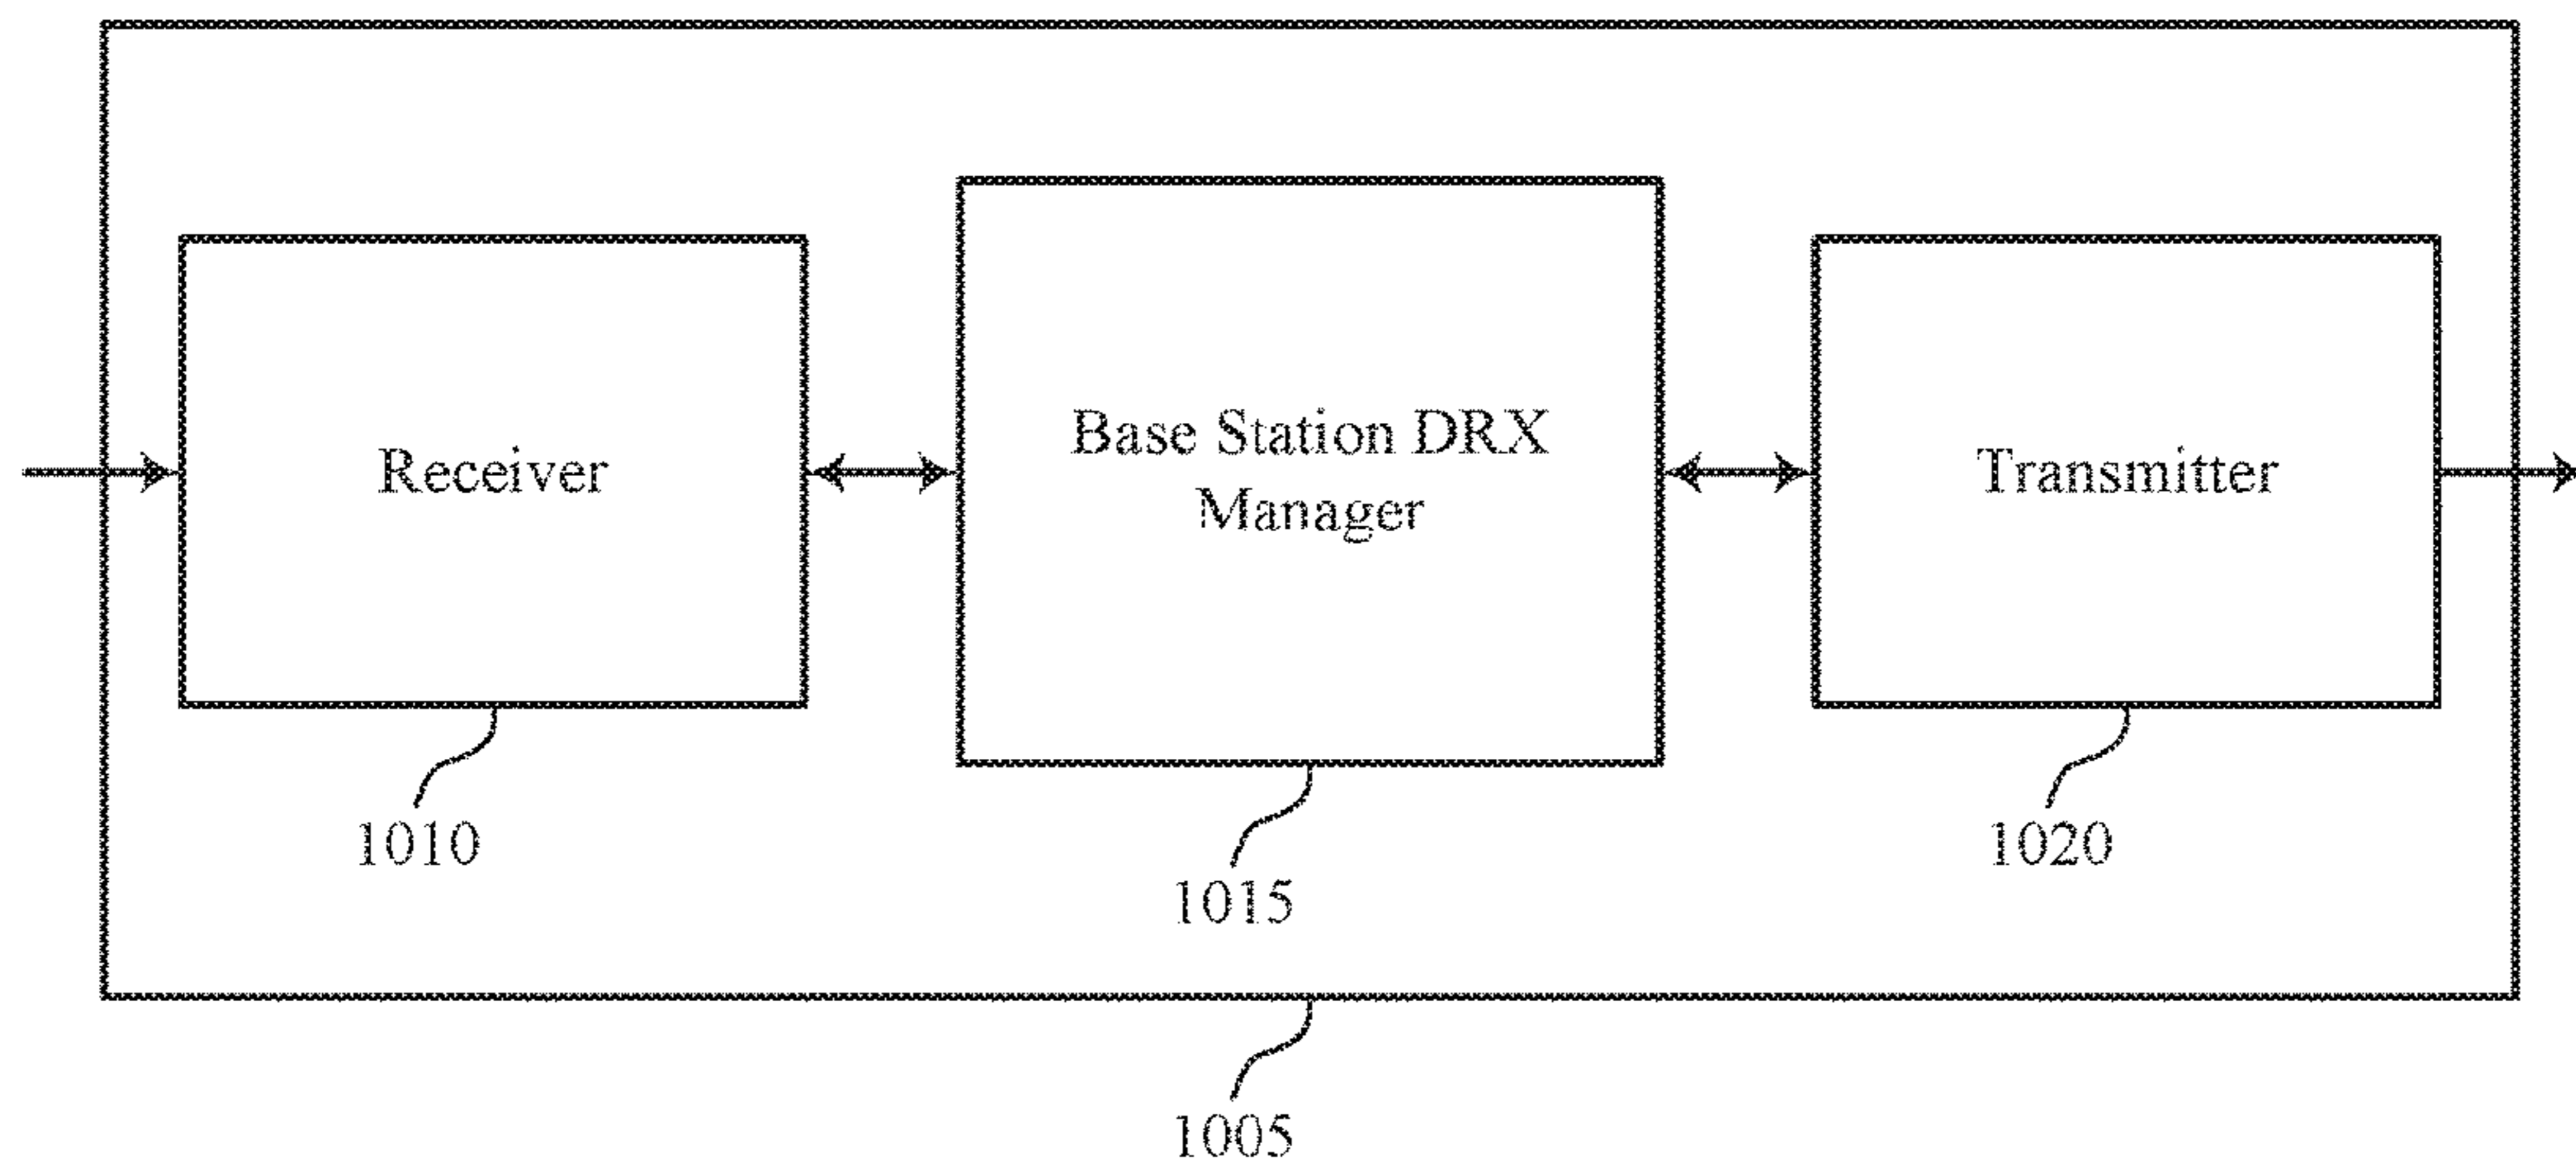 Receiver
Base Station DRX
Manager
Transmitter
1010
1015
1020
1005